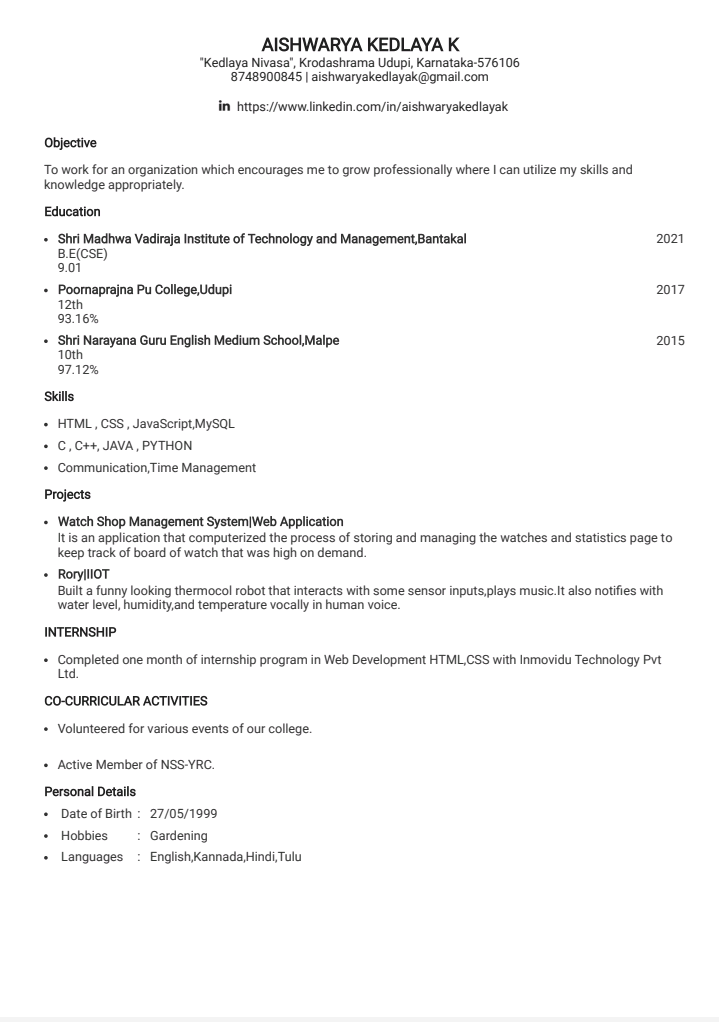 AISHWARYA KEDLAYA K
"Kedlaya Nivasa", Krodashrama Udupi, Karnataka-576106
8748900845 | aishwaryakedlayak@gmail.com
in https://www.linkedin.com/in/aishwaryakedlayak
Objective
To work for an organization which encourages me to grow professionally where I can utilize my skills and
knowledge appropriately.
Education
• Shri Madhwa Vadiraja Institute of Technology and Management,Bantakal 2021
B.E(CSE)
9.01
• Poornaprajna Pu College,Udupi 2017
12th
93.16%
• Shri Narayana Guru English Medium School,Malpe 2015
10th
97.12%
Skills
• HTML , CSS , JavaScript,MySQL
• C , C++, JAVA , PYTHON
• Communication,Time Management
Projects
• Watch Shop Management System|Web Application
It is an application that computerized the process of storing and managing the watches and statistics page to
keep track of board of watch that was high on demand.
• Rory|IIOT
Built a funny looking thermocol robot that interacts with some sensor inputs,plays music.It also notifies with
water level, humidity,and temperature vocally in human voice.
INTERNSHIP
• Completed one month of internship program in Web Development HTML,CSS with Inmovidu Technology Pvt
Ltd.
CO-CURRICULAR ACTIVITIES
• Volunteered for various events of our college.
• Active Member of NSS-YRC.
Personal Details
• Date of Birth : 27/05/1999
• Hobbies : Gardening
• Languages : English,Kannada,Hindi,Tulu